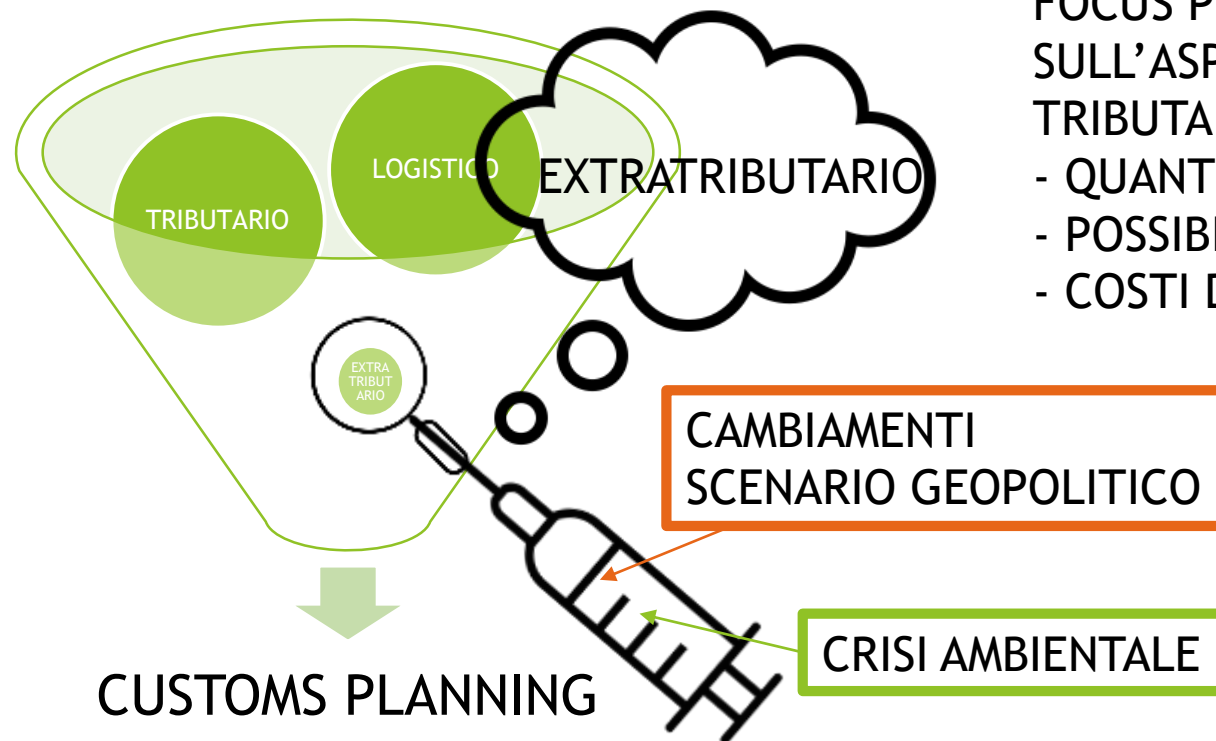 FOCUS
SULL'ASP
TRIBUTA
- QUANT
- POSSIB
- COSTI
TRIBUTARIO
LOGISTICO
EXTRATRIBUTARIO
EXTRA
TRIBUT
ARIO
CAMBIAMENTI
SCENARIO GEOPOLITICO
CRISI AMBIENTALE
CUSTOMS PLANNING